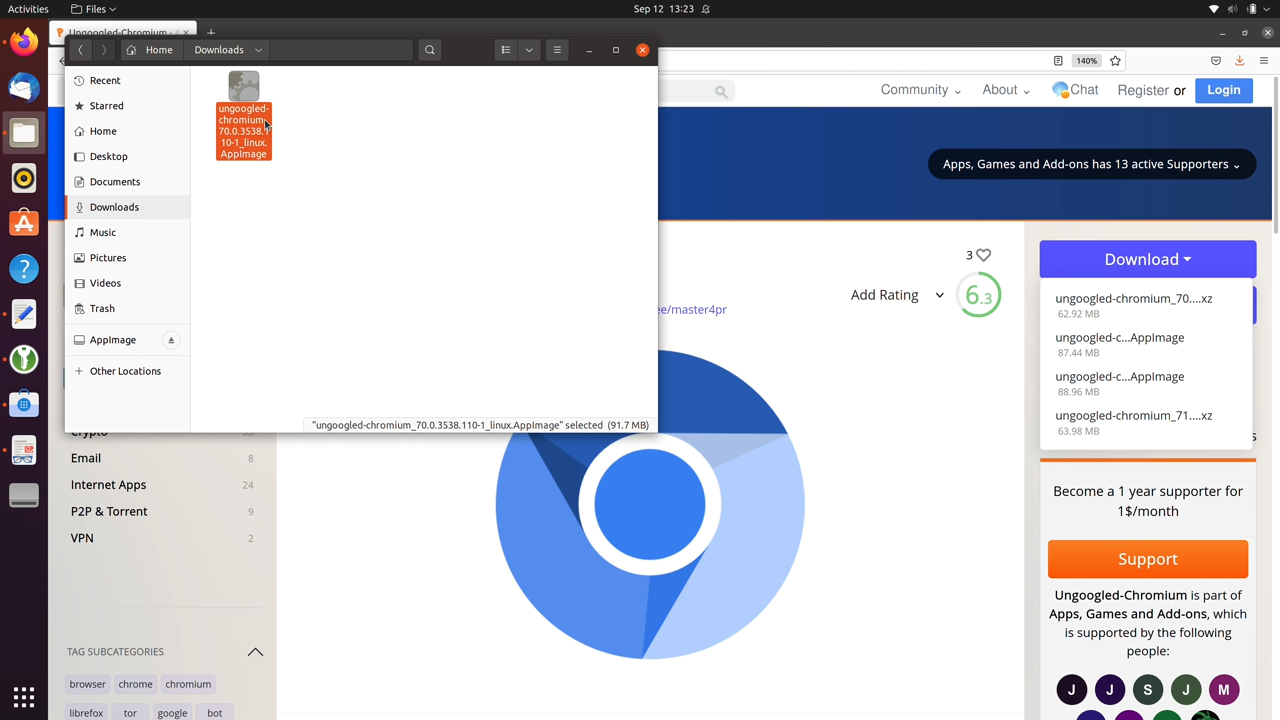 Activities
Files
Sep 12 13:23
Ungoogled-Chromium - A
Home
Downloads
140%
Community
About
Chat
Register or
Login
Recent
Starred
Home
Desktop
Documents
Downloads
Music
Pictures
Videos
Trash
AppImage
Other Locations
ungoogled-
chromium_
70.0.3538.1
10-1_linux.
AppImage
"ungoogled-chromium_70.0.3538.110-1_linux.AppImage" selected (91.7 MB)
Apps, Games and Add-ons has 13 active Supporters
3
Add Rating
6.3
ee/master4pr
Download
ungoogled-chromium_70....xz
62.92 MB
ungoogled-c...AppImage
87.44 MB
ungoogled-c...AppImage
88.96 MB
ungoogled-chromium_71....xz
63.98 MB
s
Crypto
Email 8
Internet Apps 24
P2P & Torrent 9
VPN 2
TAG SUBCATEGORIES
browser chrome chromium
librefox tor google bot
Become a 1 year supporter for
1$/month
Support
Ungoogled-Chromium is part of
Apps, Games and Add-ons, which
is supported by the following
people:
J J S J M